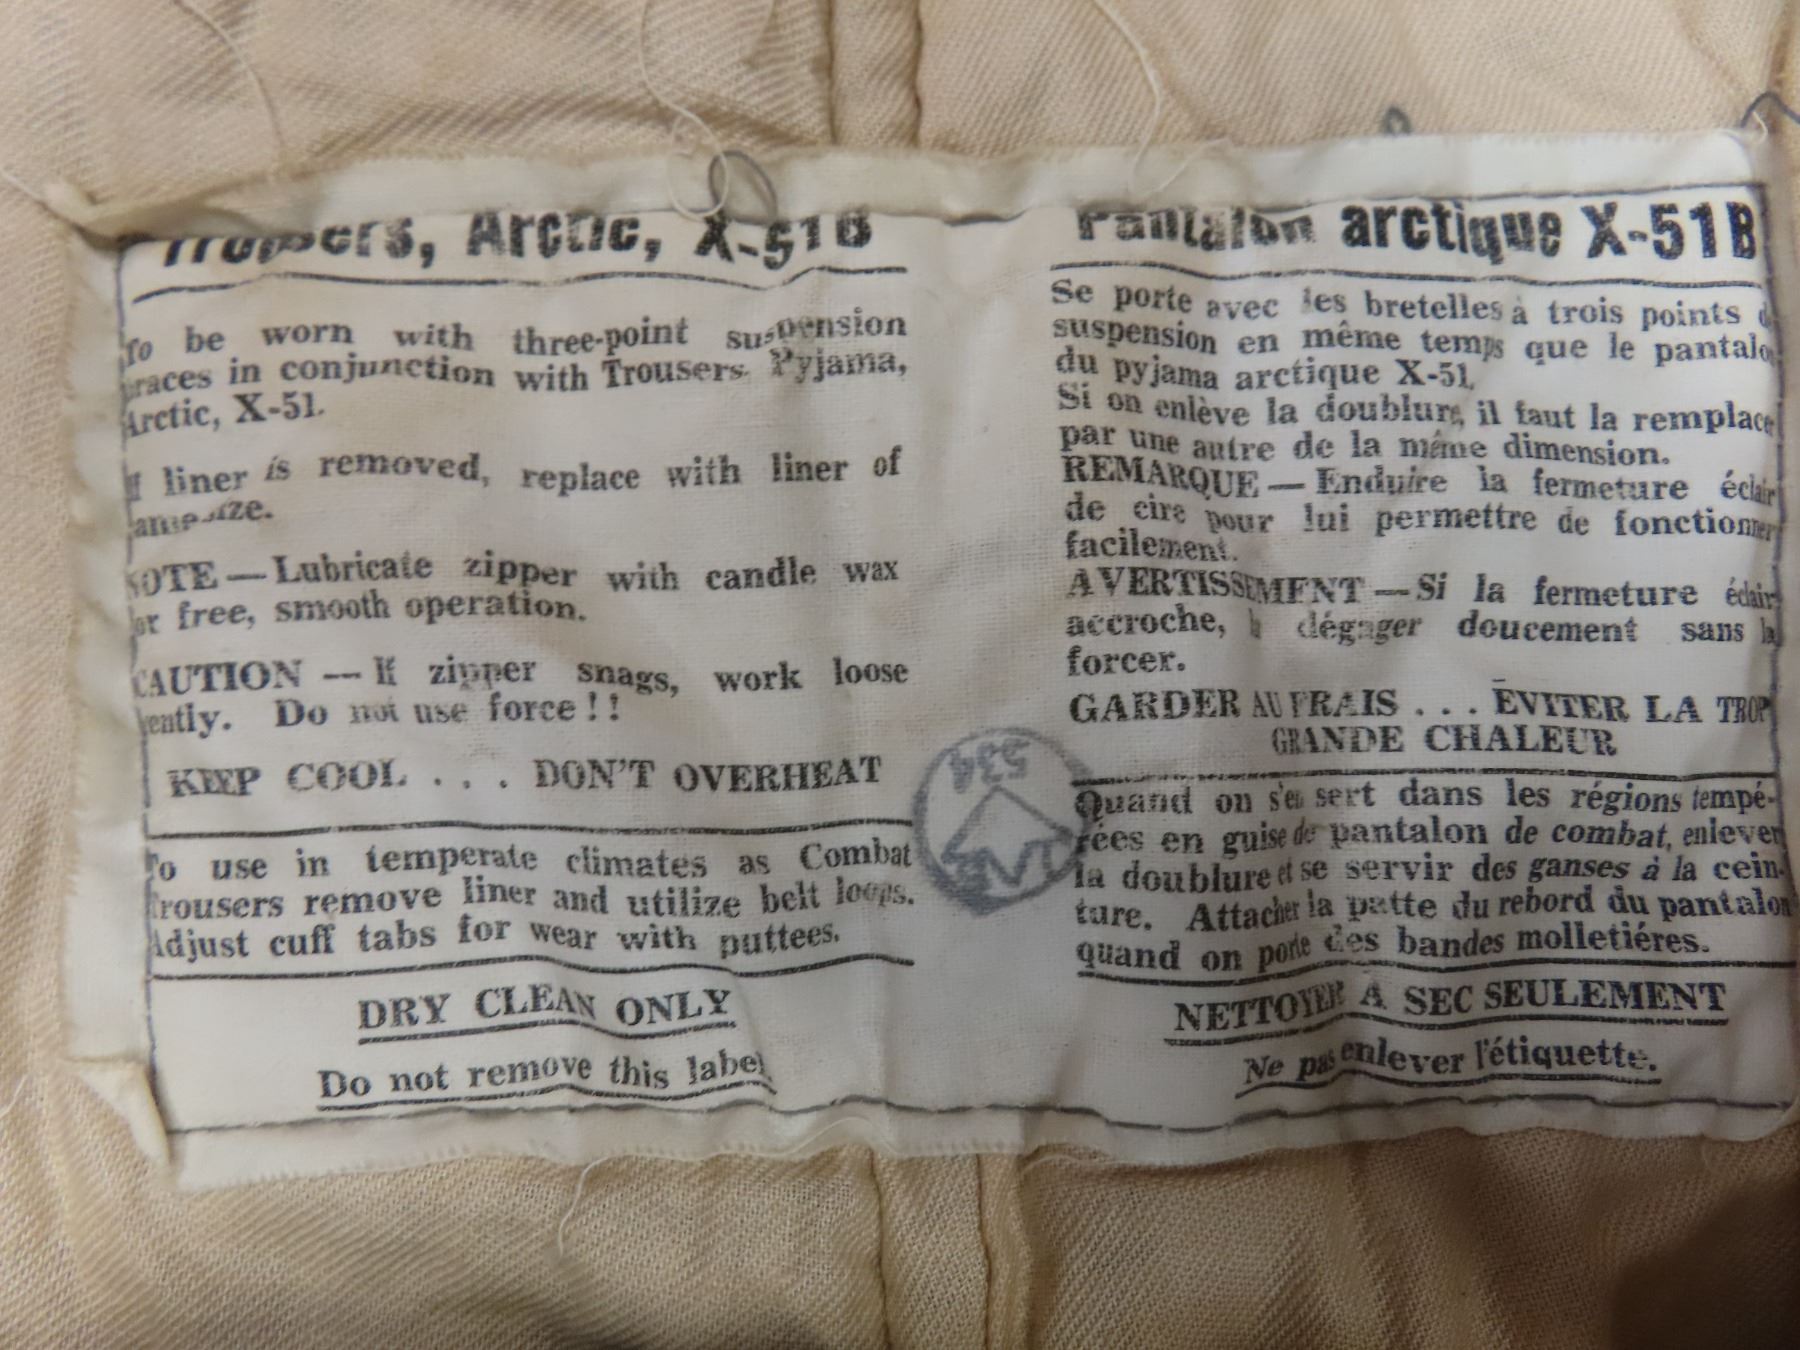 Trousers, Arctic, X-51B
To be worn with three-point suspension
braces in conjunction with Trousers. Pyjama,
Arctic, X-51.
If liner is removed, replace with liner of
same size.
NOTE — Lubricate zipper with candle wax
for free, smooth operation.
CAUTION — If zipper snags, work loose
gently. Do not use force!!
KEEP COOL . . . DON'T OVERHEAT
To use in temperate climates as Combat
Trousers remove liner and utilize belt loops.
Adjust cuff tabs for wear with puttees.
DRY CLEAN ONLY
Do not remove this label.
Pantalon arctique X-51B
Se porte avec les bretelles à trois points de
suspension en même temps que le pantalon
du pyjama arctique X-51.
Si on enlève la doublure, il faut la remplacer
par une autre de la même dimension.
REMARQUE — Enduire la fermeture éclair
de cire pour lui permettre de fonctionner
facilement.
AVERTISSEMENT — Si la fermeture éclair
accroche, la dégager doucement sans la
forcer.
GARDER AU FRAIS . . . ÉVITER LA TROP
GRANDE CHALEUR
Quand on s'en sert dans les régions tempé-
rées en guise de pantalon de combat, enlever
la doublure et se servir des ganses à la cein-
ture. Attacher la patte du rebord du pantalon
quand on porte des bandes molletiéres.
NETTOYER A SEC SEULEMENT
Ne pas enlever l'étiquette.
534